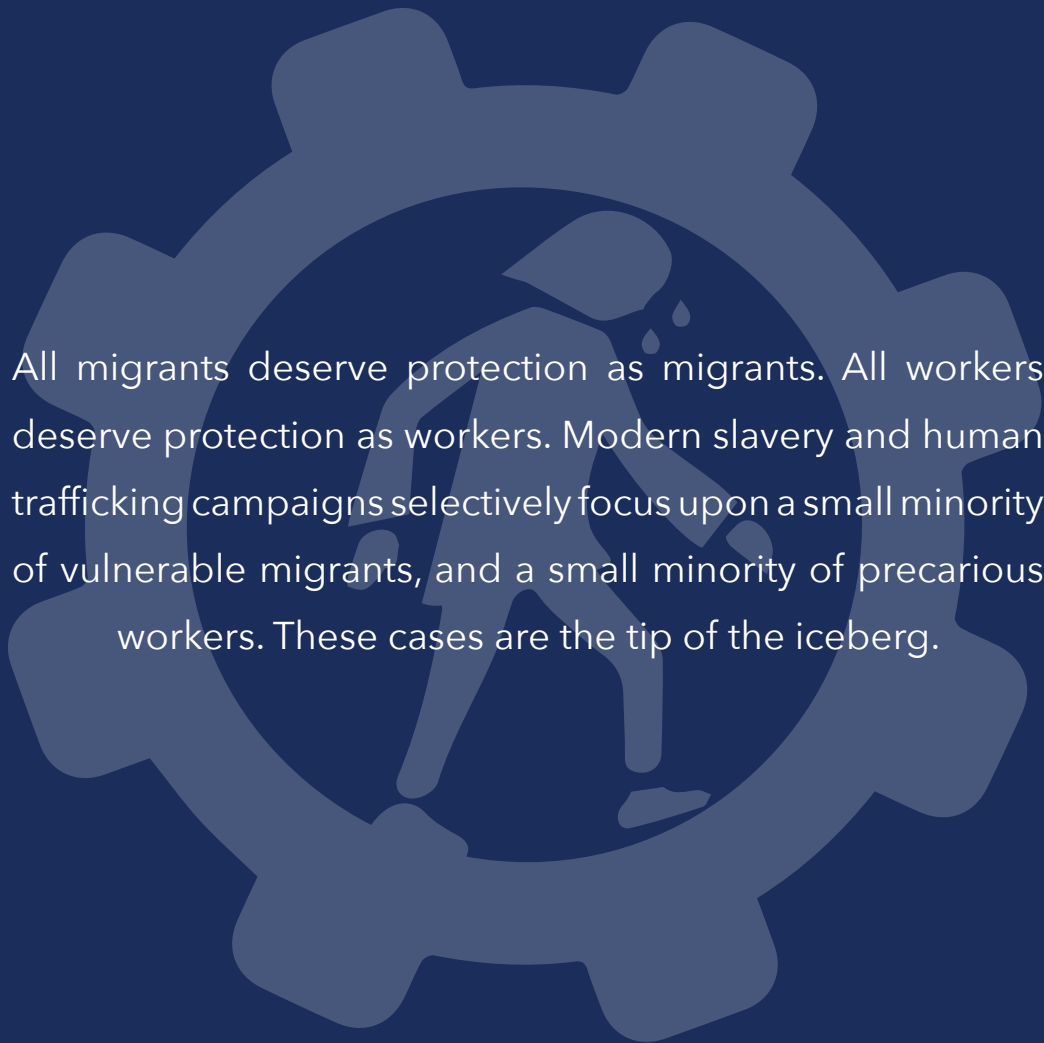 All migrants deserve protection as migrants. All workers
deserve protection as workers. Modern slavery and human
trafficking campaigns selectively focus upon a small minority
of vulnerable migrants, and a small minority of precarious
workers. These cases are the tip of the iceberg.